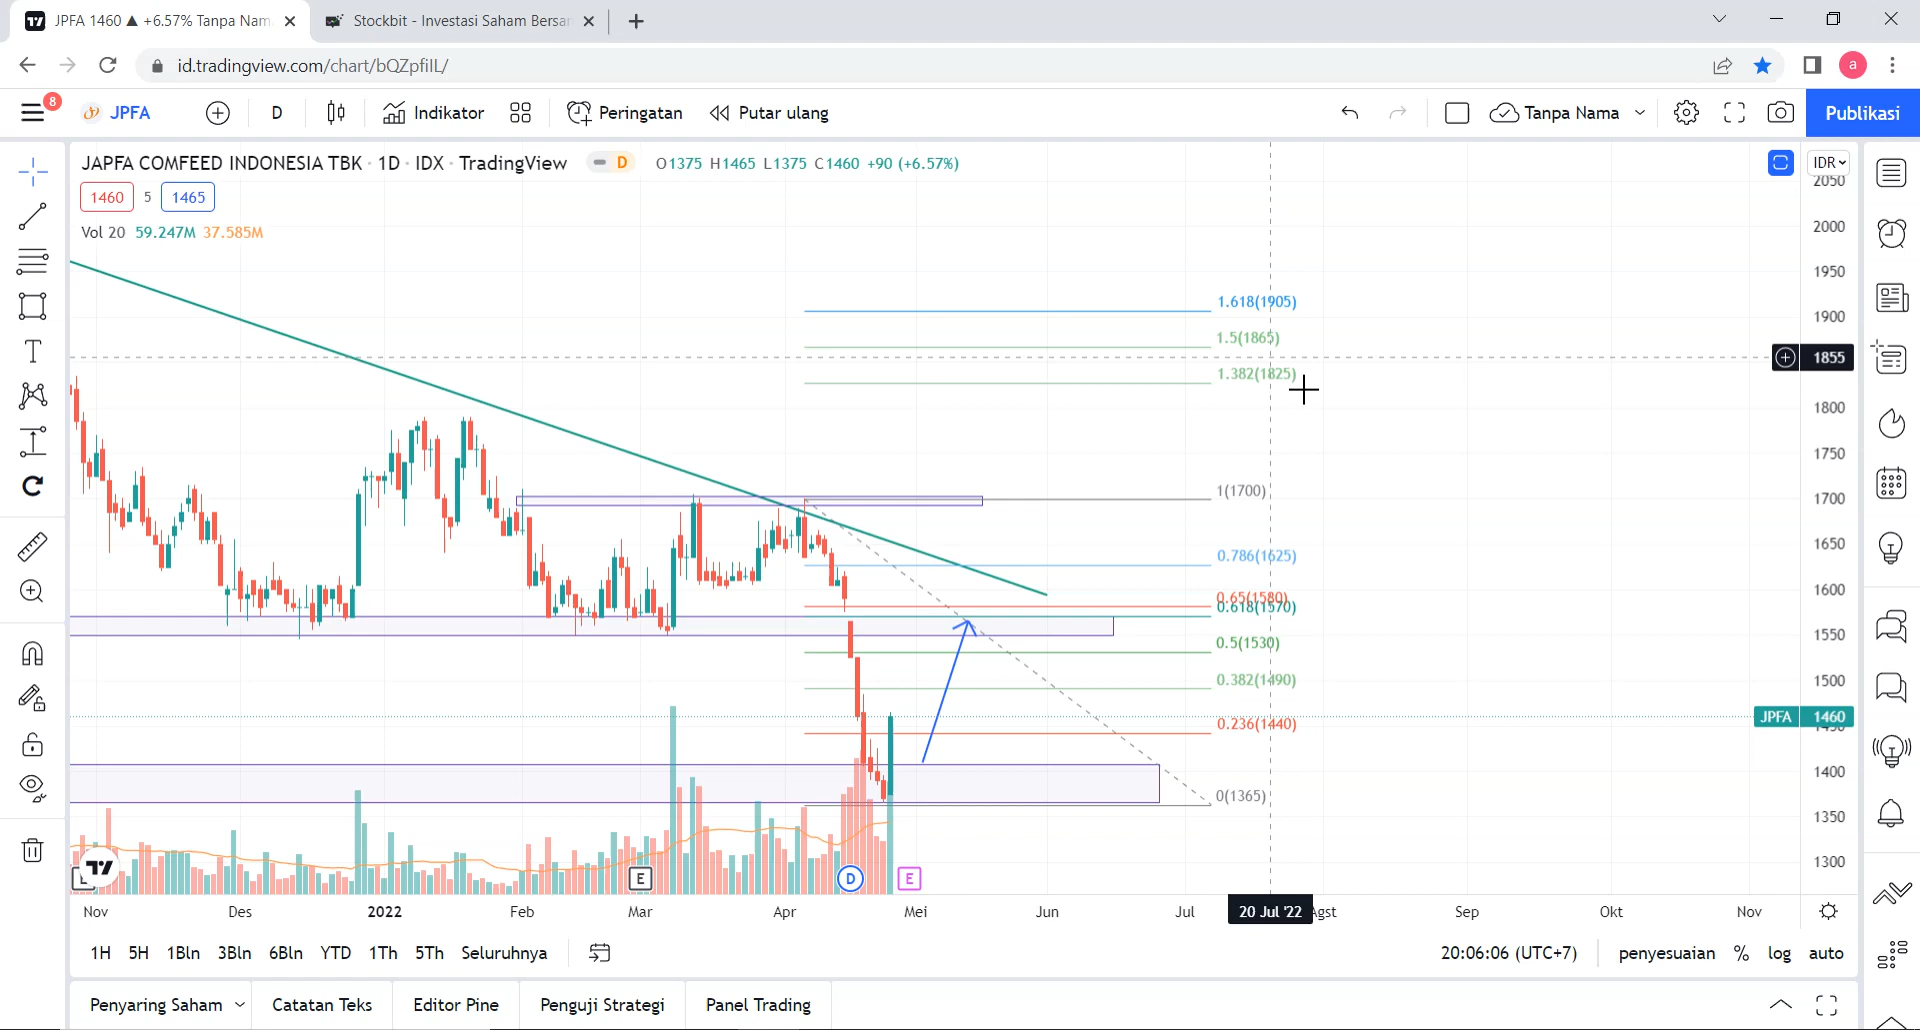 JPFA 1460 ▲ +6.57% Tanpa Nam
Stockbit - Investasi Saham Bersam
id.tradingview.com/chart/bQZpfiIL/
a
8
JPFA
D
Indikator
Peringatan
Putar ulang
Tanpa Nama
Publikasi
JAPFA COMFEED INDONESIA TBK · 1D · IDX · TradingView
D
O1375 H1465 L1375 C1460 +90 (+6.57%)
IDR
1460
5
1465
Vol 20 59.247M 37.585M
2050
2000
1950
1900
1855
1800
1750
1700
1650
1600
1550
1500
JPFA 1460
1450
1400
1350
1300
1.618(1905)
1.5(1865)
1.382(1825)
1(1700)
0.786(1625)
0.65(1580)
0.618(1570)
0.5(1530)
0.382(1490)
0.236(1440)
0(1365)
E
D
E
Nov
Des
2022
Feb
Mar
Apr
Mei
Jun
Jul
20 Jul '22
Agst
Sep
Okt
Nov
1H 5H 1Bln 3Bln 6Bln YTD 1Th 5Th Seluruhnya
20:06:06 (UTC+7)
penyesuaian % log auto
Penyaring Saham
Catatan Teks
Editor Pine
Penguji Strategi
Panel Trading